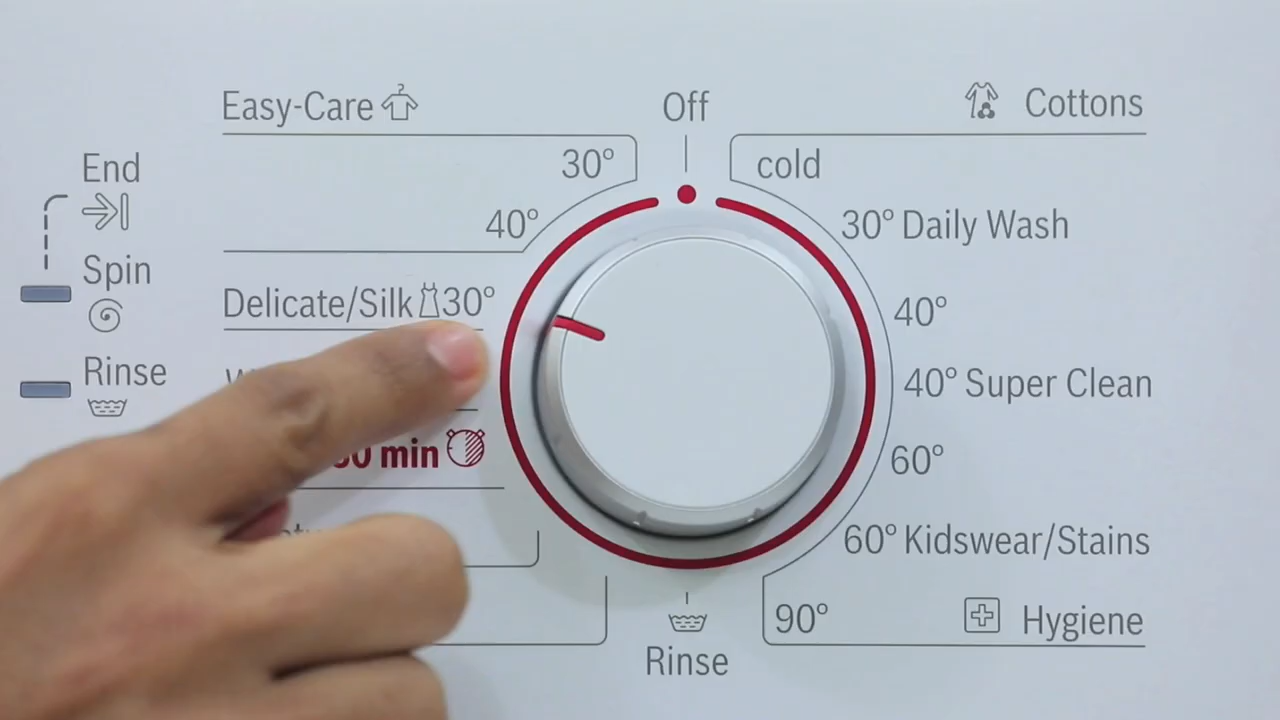 Easy-Care
Off
Cottons
30°
cold
End
40°
30° Daily Wash
Spin
Delicate/Silk 30°
40°
Rinse
40° Super Clean
min
60°
60° Kidswear/Stains
90°
Hygiene
Rinse